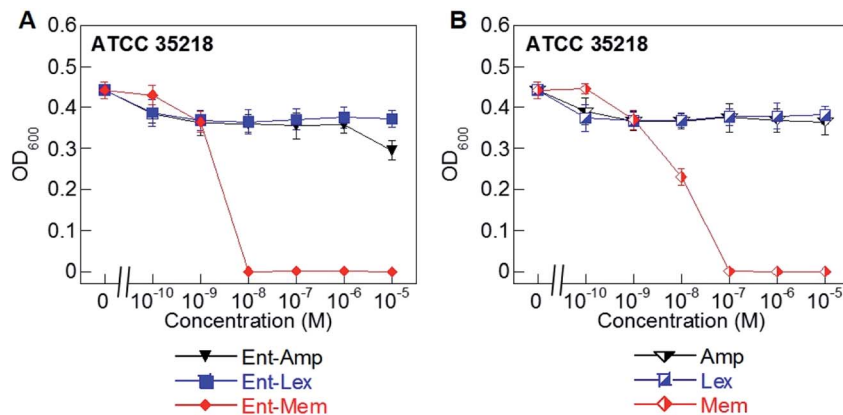 A
ATCC 35218
0.6
0.5
0.4
0.3
0.2
0.1
0
OD600
0 10-10 10-9 10-8 10-7 10-6 10-5
Concentration (M)
Ent-Amp
Ent-Lex
Ent-Mem
B
ATCC 35218
0.6
0.5
0.4
0.3
0.2
0.1
0
OD600
0 10-10 10-9 10-8 10-7 10-6 10-5
Concentration (M)
Amp
Lex
Mem